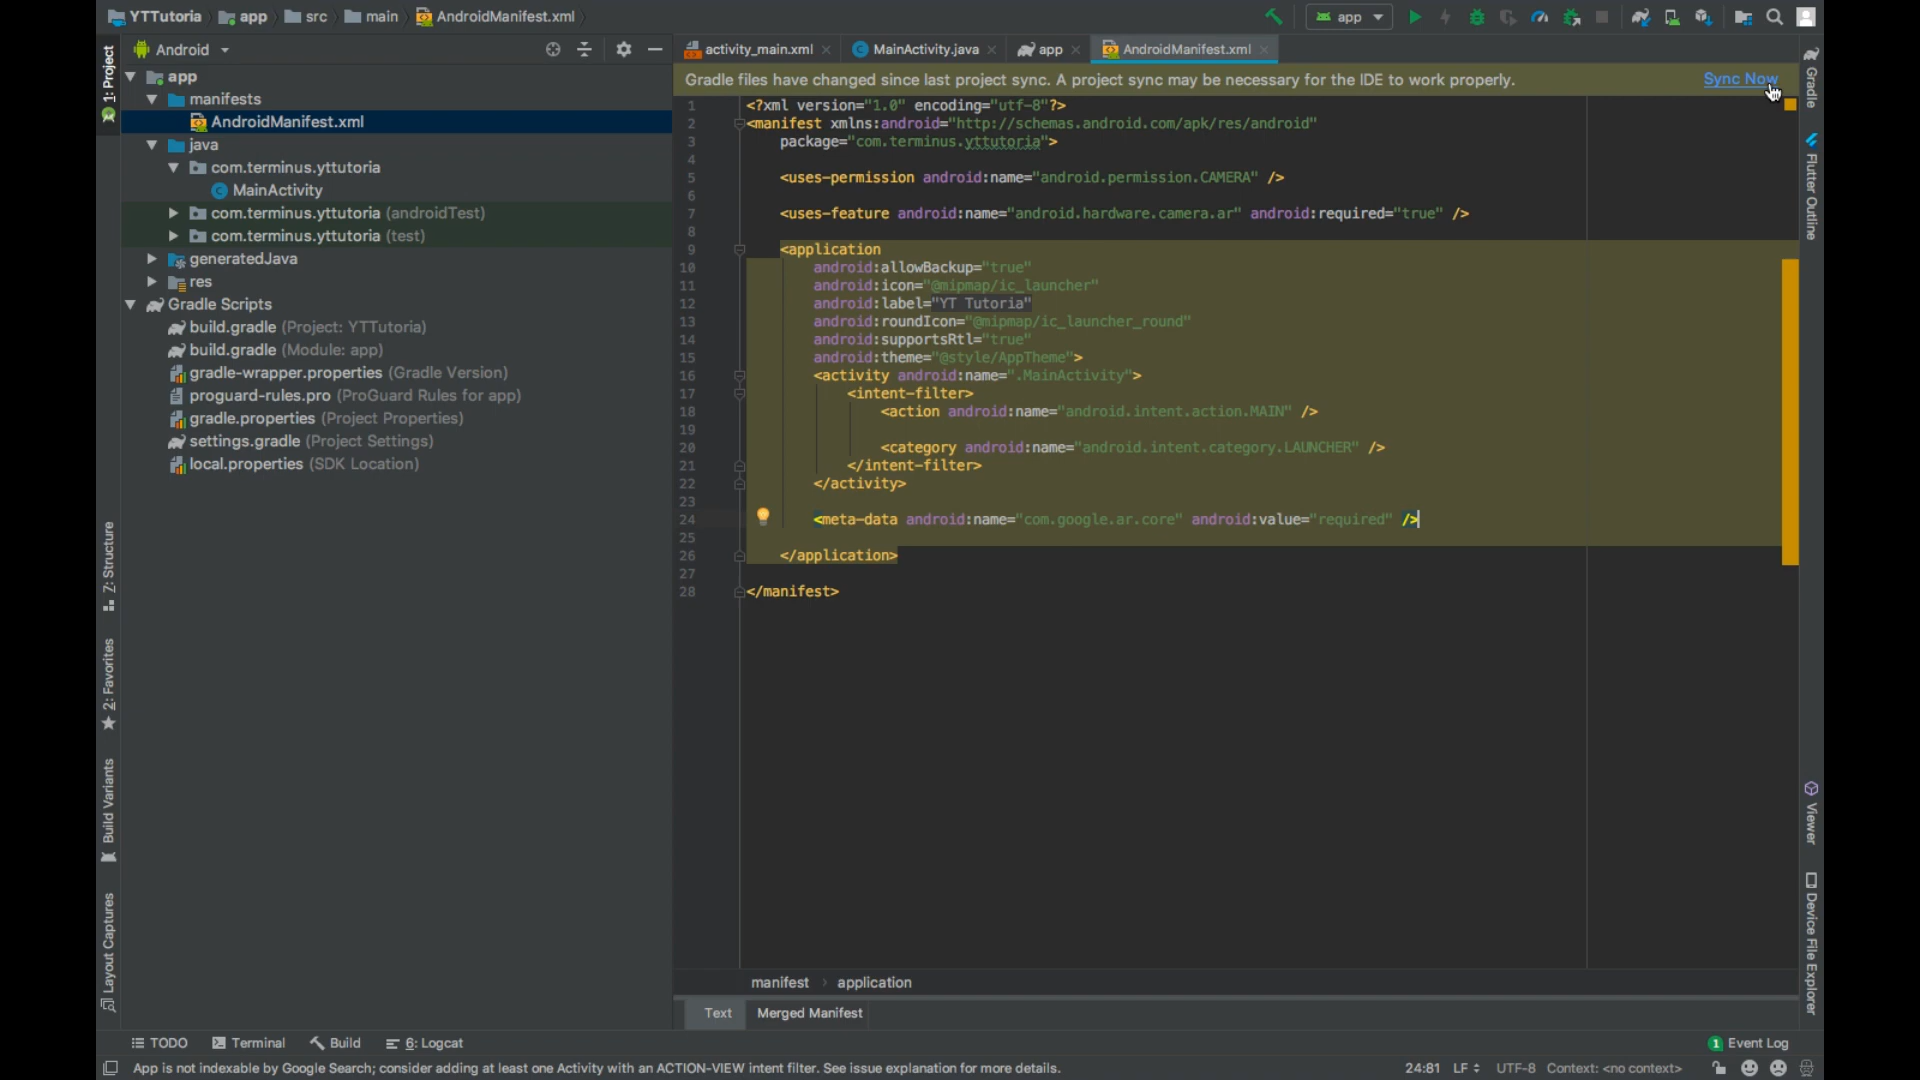 YTTutoria app src main AndroidManifest.xml
app
Android
activity_main.xml MainActivity.java app AndroidManifest.xml
Gradle files have changed since last project sync. A project sync may be necessary for the IDE to work properly. Sync Now
1: Project
Z: Structure
2: Favorites
Build Variants
Layout Captures
app
manifests
AndroidManifest.xml
java
com.terminus.yttutoria
MainActivity
com.terminus.yttutoria (androidTest)
com.terminus.yttutoria (test)
generatedJava
res
Gradle Scripts
build.gradle (Project: YTTutoria)
build.gradle (Module: app)
gradle-wrapper.properties (Gradle Version)
proguard-rules.pro (ProGuard Rules for app)
gradle.properties (Project Properties)
settings.gradle (Project Settings)
local.properties (SDK Location)
1 <?xml version="1.0" encoding="utf-8"?>
2 <manifest xmlns:android="http://schemas.android.com/apk/res/android"
3 package="com.terminus.yttutoria">
4
5 <uses-permission android:name="android.permission.CAMERA" />
6
7 <uses-feature android:name="android.hardware.camera.ar" android:required="true" />
8
9 <application
10 android:allowBackup="true"
11 android:icon="@mipmap/ic_launcher"
12 android:label="YT Tutoria"
13 android:roundIcon="@mipmap/ic_launcher_round"
14 android:supportsRtl="true"
15 android:theme="@style/AppTheme">
16 <activity android:name=".MainActivity">
17 <intent-filter>
18 <action android:name="android.intent.action.MAIN" />
19
20 <category android:name="android.intent.category.LAUNCHER" />
21 </intent-filter>
22 </activity>
23
24 <meta-data android:name="com.google.ar.core" android:value="required" />
25
26 </application>
27
28 </manifest>
Gradle
Flutter Outline
Viewer
Device File Explorer
manifest › application
Text Merged Manifest
TODO Terminal Build 6: Logcat 1 Event Log
App is not indexable by Google Search; consider adding at least one Activity with an ACTION-VIEW intent filter. See issue explanation for more details. 24:81 LF UTF-8 Context: <no context>